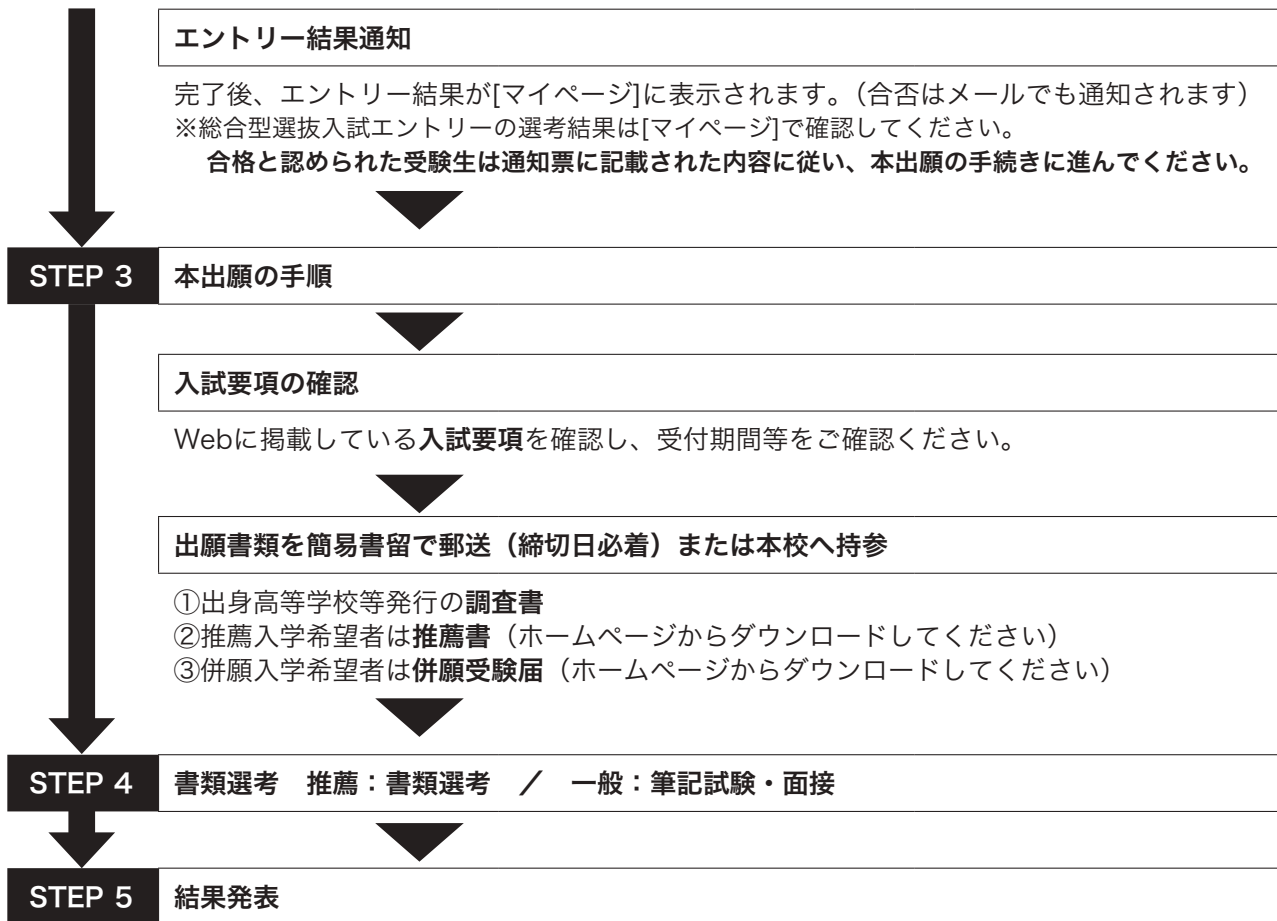 エントリー結果通知
完了後、エントリー結果が[マイページ]に表示されます。（合否はメールでも通知されます）
※総合型選抜入試エントリーの選考結果は[マイページ]で確認してください。
合格と認められた受験生は通知票に記載された内容に従い、本出願の手続きに進んでください。
STEP 3 本出願の手順
入試要項の確認
Webに掲載している入試要項を確認し、受付期間等をご確認ください。
出願書類を簡易書留で郵送（締切日必着）または本校へ持参
①出身高等学校等発行の調査書
②推薦入学希望者は推薦書（ホームページからダウンロードしてください）
③併願入学希望者は併願受験届（ホームページからダウンロードしてください）
STEP 4 書類選考　推薦：書類選考　／　一般：筆記試験・面接
STEP 5 結果発表